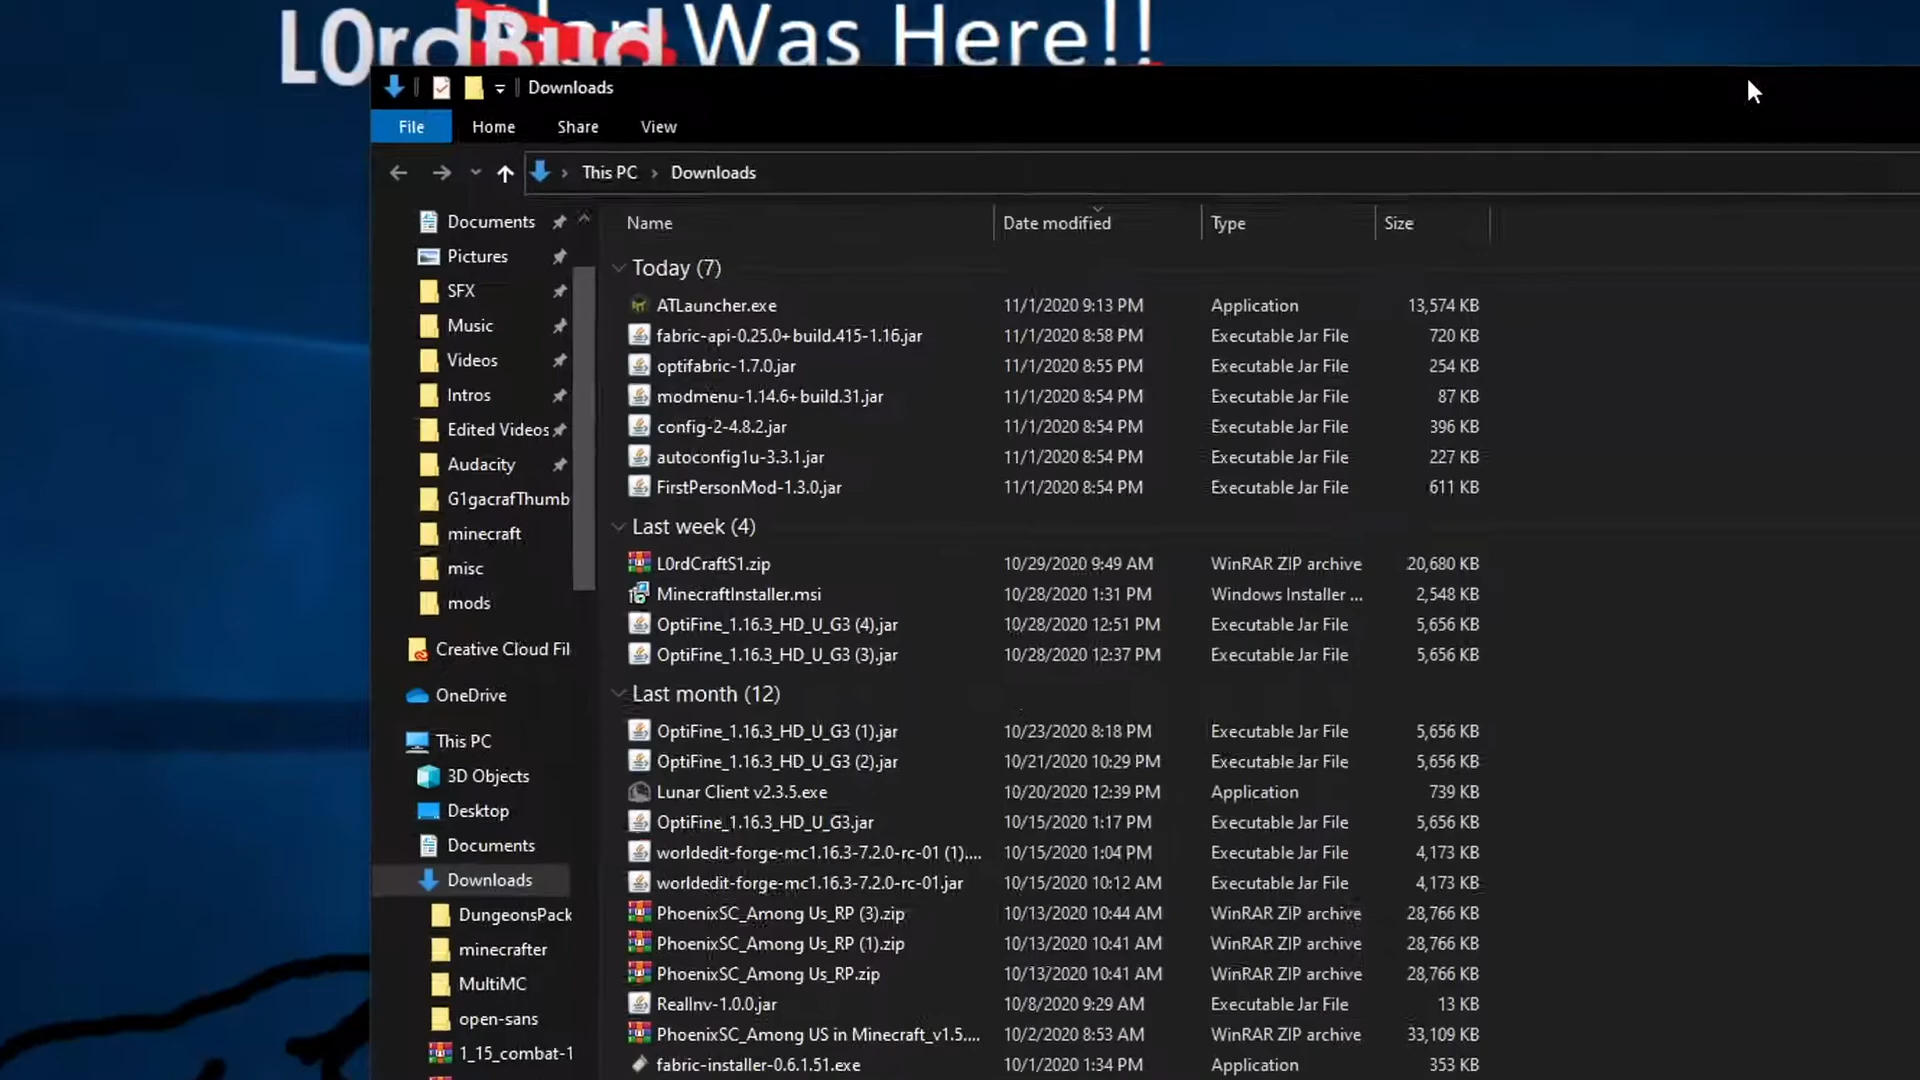 L0rdBud Was Here!!
Downloads
File Home Share View
This PC > Downloads
Name Date modified Type Size
Documents
Pictures
SFX
Music
Videos
Intros
Edited Videos
Audacity
G1gacrafThumb
minecraft
misc
mods
Creative Cloud Fil
OneDrive
This PC
3D Objects
Desktop
Documents
Downloads
DungeonsPack
minecrafter
MultiMC
open-sans
1_15_combat-1
Today (7)
ATLauncher.exe 11/1/2020 9:13 PM Application 13,574 KB
fabric-api-0.25.0+build.415-1.16.jar 11/1/2020 8:58 PM Executable Jar File 720 KB
optifabric-1.7.0.jar 11/1/2020 8:55 PM Executable Jar File 254 KB
modmenu-1.14.6+build.31.jar 11/1/2020 8:54 PM Executable Jar File 87 KB
config-2-4.8.2.jar 11/1/2020 8:54 PM Executable Jar File 396 KB
autoconfig1u-3.3.1.jar 11/1/2020 8:54 PM Executable Jar File 227 KB
FirstPersonMod-1.3.0.jar 11/1/2020 8:54 PM Executable Jar File 611 KB
Last week (4)
L0rdCraftS1.zip 10/29/2020 9:49 AM WinRAR ZIP archive 20,680 KB
MinecraftInstaller.msi 10/28/2020 1:31 PM Windows Installer ... 2,548 KB
OptiFine_1.16.3_HD_U_G3 (4).jar 10/28/2020 12:51 PM Executable Jar File 5,656 KB
OptiFine_1.16.3_HD_U_G3 (3).jar 10/28/2020 12:37 PM Executable Jar File 5,656 KB
Last month (12)
OptiFine_1.16.3_HD_U_G3 (1).jar 10/23/2020 8:18 PM Executable Jar File 5,656 KB
OptiFine_1.16.3_HD_U_G3 (2).jar 10/21/2020 10:29 PM Executable Jar File 5,656 KB
Lunar Client v2.3.5.exe 10/20/2020 12:39 PM Application 739 KB
OptiFine_1.16.3_HD_U_G3.jar 10/15/2020 1:17 PM Executable Jar File 5,656 KB
worldedit-forge-mc1.16.3-7.2.0-rc-01 (1).... 10/15/2020 1:04 PM Executable Jar File 4,173 KB
worldedit-forge-mc1.16.3-7.2.0-rc-01.jar 10/15/2020 10:12 AM Executable Jar File 4,173 KB
PhoenixSC_Among Us_RP (3).zip 10/13/2020 10:44 AM WinRAR ZIP archive 28,766 KB
PhoenixSC_Among Us_RP (1).zip 10/13/2020 10:41 AM WinRAR ZIP archive 28,766 KB
PhoenixSC_Among Us_RP.zip 10/13/2020 10:41 AM WinRAR ZIP archive 28,766 KB
RealInv-1.0.0.jar 10/8/2020 9:29 AM Executable Jar File 13 KB
PhoenixSC_Among US in Minecraft_v1.5.... 10/2/2020 8:53 AM WinRAR ZIP archive 33,109 KB
fabric-installer-0.6.1.51.exe 10/1/2020 1:34 PM Application 353 KB